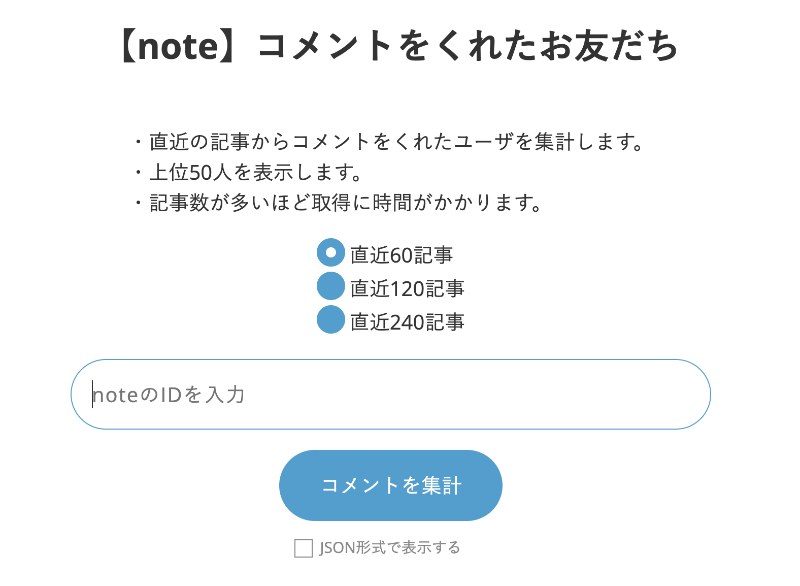 【note】コメントをくれたお友だち
・直近の記事からコメントをくれたユーザを集計します。
・上位50人を表示します。
・記事数が多いほど取得に時間がかかります。
直近60記事
直近120記事
直近240記事
noteのIDを入力
コメントを集計
JSON形式で表示する